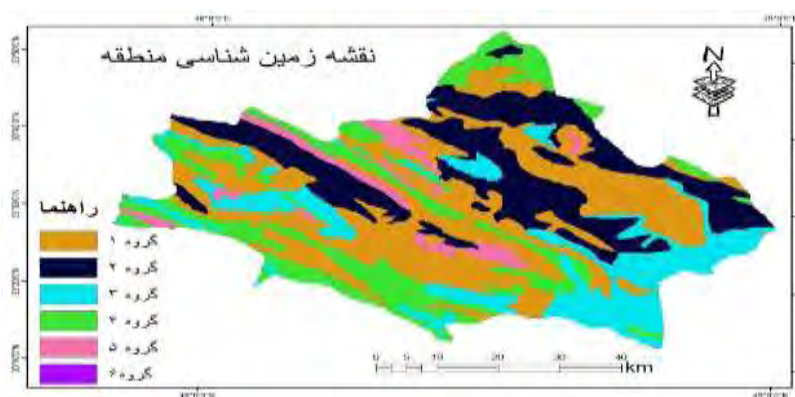 نقشه زمین شناسی منطقه
N
راهنما
گروه ۱
گروه ۲
گروه ۳
گروه ۴
گروه ۵
گروه ۶
0 5 10 20 30 40
km